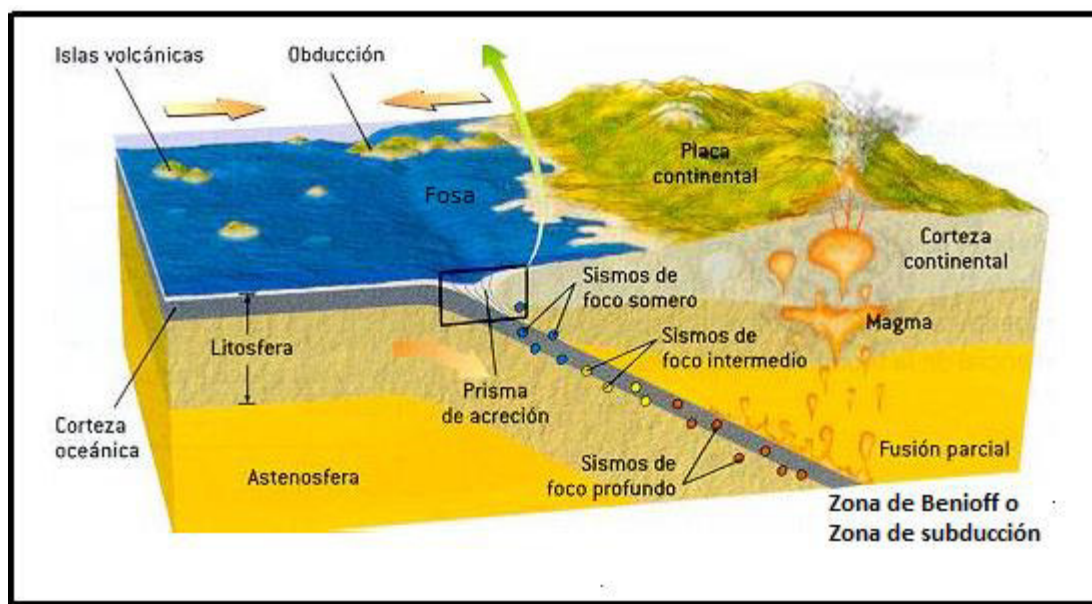 Islas volcánicas
Obducción
Placa
continental
Fosa
Corteza
continental
Sismos de
foco somero
Magma
Litosfera
Sismos de
foco intermedio
Prisma
de acreción
Corteza
oceánica
Astenosfera
Sismos de
foco profundo
Fusión parcial
Zona de Benioff o
Zona de subducción